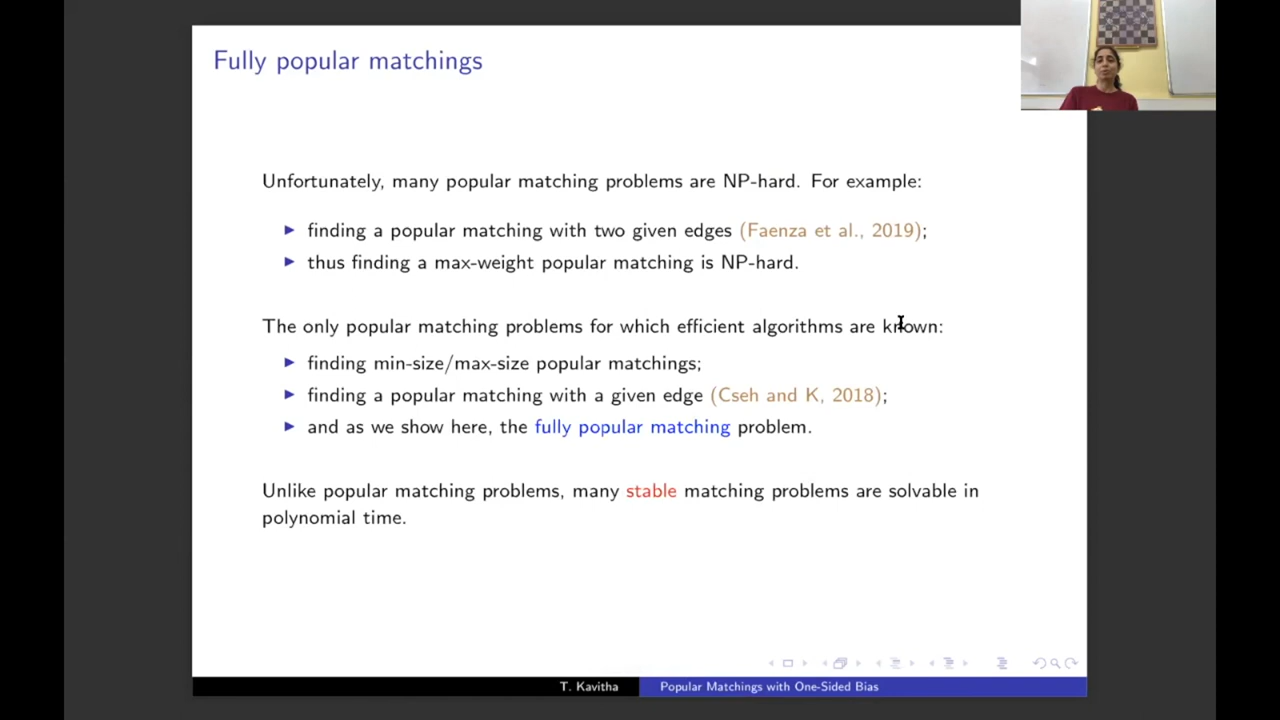 Fully popular matchings
Unfortunately, many popular matching problems are NP-hard. For example:
▶ finding a popular matching with two given edges (Faenza et al., 2019);
▶ thus finding a max-weight popular matching is NP-hard.
The only popular matching problems for which efficient algorithms are known:
▶ finding min-size/max-size popular matchings;
▶ finding a popular matching with a given edge (Cseh and K, 2018);
▶ and as we show here, the fully popular matching problem.
Unlike popular matching problems, many stable matching problems are solvable in
polynomial time.
T. Kavitha
Popular Matchings with One-Sided Bias